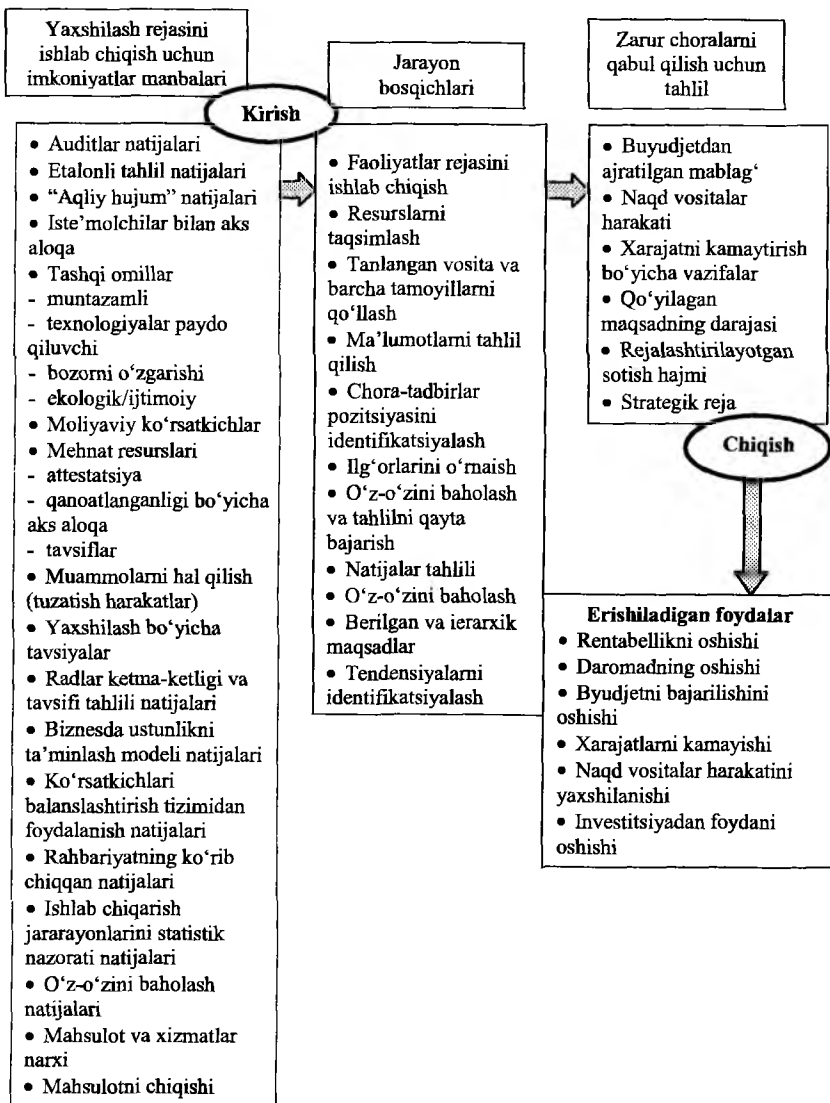 Yaxshilash rejasini
ishlab chiqish uchun
imkoniyatlar manbalari
Jarayon
bosqichlari
Zarur choralarni
qabul qilish uchun
tahlil
Kirish
• Auditlar natijalari
• Etalonli tahlil natijalari
• “Aqliy hujum” natijalari
• Iste’molchilar bilan aks
aloqa
• Tashqi omillar
- muntazamli
- texnologiyalar paydo
qiluvchi
- bozorni o‘zgarishi
- ekologik/ijtimoiy
• Moliyaviy ko‘rsatkichlar
• Mehnat resurslari
- attestatsiya
- qanoatlanganligi bo‘yicha
aks aloqa
- tavsiflar
• Muammolarni hal qilish
(tuzatish harakatlar)
• Yaxshilash bo‘yicha
tavsiyalar
• Radlar ketma-ketligi va
tavsifi tahlili natijalari
• Biznesda ustunlikni
ta’minlash modeli natijalari
• Ko‘rsatkichlari
balanslashtirish tizimidan
foydalanish natijalari
• Rahbariyatning ko‘rib
chiqqan natijalari
• Ishlab chiqarish
jararayonlarini statistik
nazorati natijalari
• O‘z-o‘zini baholash
natijalari
• Mahsulot va xizmatlar
narxi
• Mahsulotni chiqishi
• Faoliyatlar rejasini
ishlab chiqish
• Resurslarni
taqsimlash
• Tanlangan vosita va
barcha tamoyillarni
qo‘llash
• Ma’lumotlarni tahlil
qilish
• Chora-tadbirlar
pozitsiyasini
identifikatsiyalash
• Ilg‘orlarini o‘rnaish
• O‘z-o‘zini baholash
va tahlilni qayta
bajarish
• Natijalar tahlili
• O‘z-o‘zini baholash
• Berilgan va ierarxik
maqsadlar
• Tendensiyalarni
identifikatsiyalash
• Buyudjetdan
ajratilgan mablag‘
• Naqd vositalar
harakati
• Xarajatni kamaytirish
bo‘yicha vazifalar
• Qo‘yilagan
maqsadning darajasi
• Rejalashtirilayotgan
sotish hajmi
• Strategik reja
Chiqish
Erishiladigan foydalar
• Rentabellikni oshishi
• Daromadning oshishi
• Byudjetni bajarilishini
oshishi
• Xarajatlarni kamayishi
• Naqd vositalar harakatini
yaxshilanishi
• Investitsiyadan foydani
oshishi